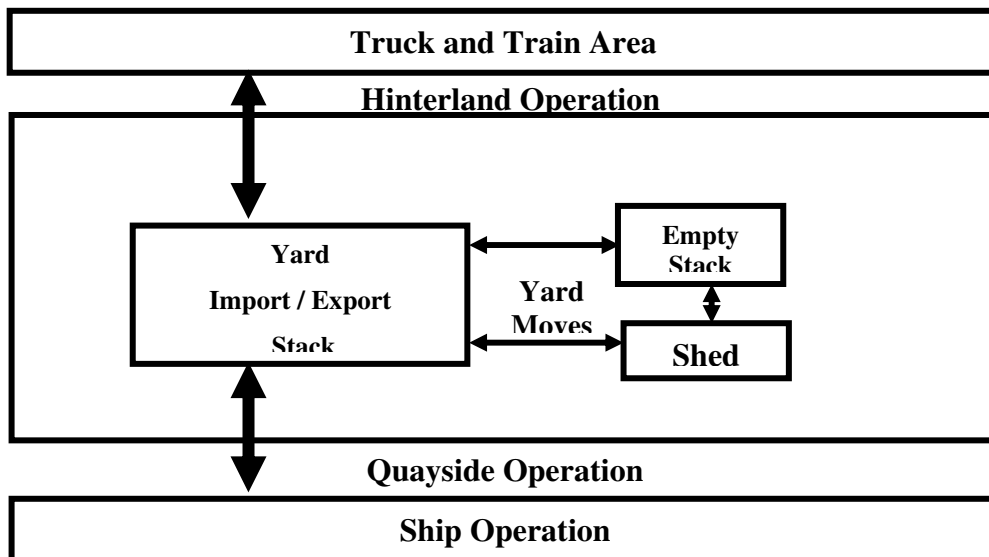 Truck and Train Area
Hinterland Operation
Yard
Import / Export
Stack
Empty
Stack
Yard
Moves
Shed
Quayside Operation
Ship Operation